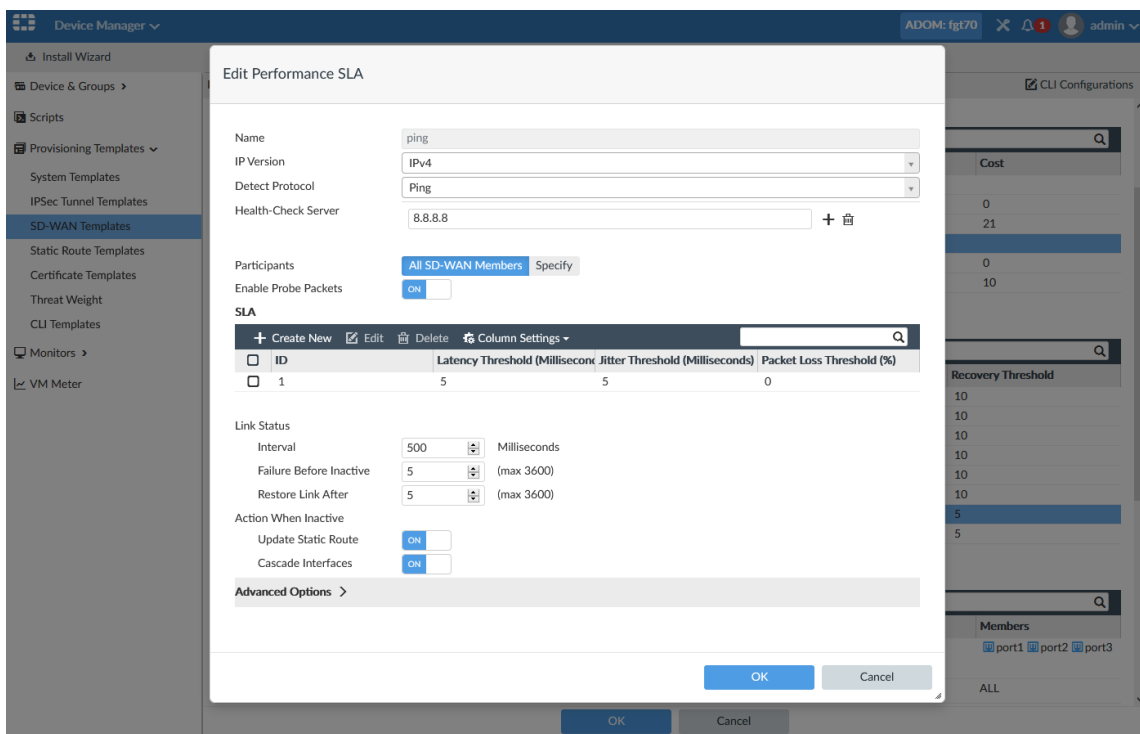 Device Manager
ADOM: fgt70
1
admin
Install Wizard
Device & Groups
CLI Configurations
Scripts
Provisioning Templates
System Templates
IPSec Tunnel Templates
SD-WAN Templates
Static Route Templates
Certificate Templates
Threat Weight
CLI Templates
Monitors
VM Meter
Edit Performance SLA
Name ping
IP Version IPv4
Detect Protocol Ping
Health-Check Server 8.8.8.8
Participants All SD-WAN Members Specify
Enable Probe Packets ON
SLA
Create New Edit Delete Column Settings
ID Latency Threshold (Millisecon Jitter Threshold (Milliseconds) Packet Loss Threshold (%)
1 5 5 0
Link Status
Interval 500 Milliseconds
Failure Before Inactive 5 (max 3600)
Restore Link After 5 (max 3600)
Action When Inactive
Update Static Route ON
Cascade Interfaces ON
Advanced Options
OK Cancel
Cost
0
21
0
10
Recovery Threshold
10
10
10
10
10
10
5
5
Members
port1 port2 port3
ALL
OK Cancel